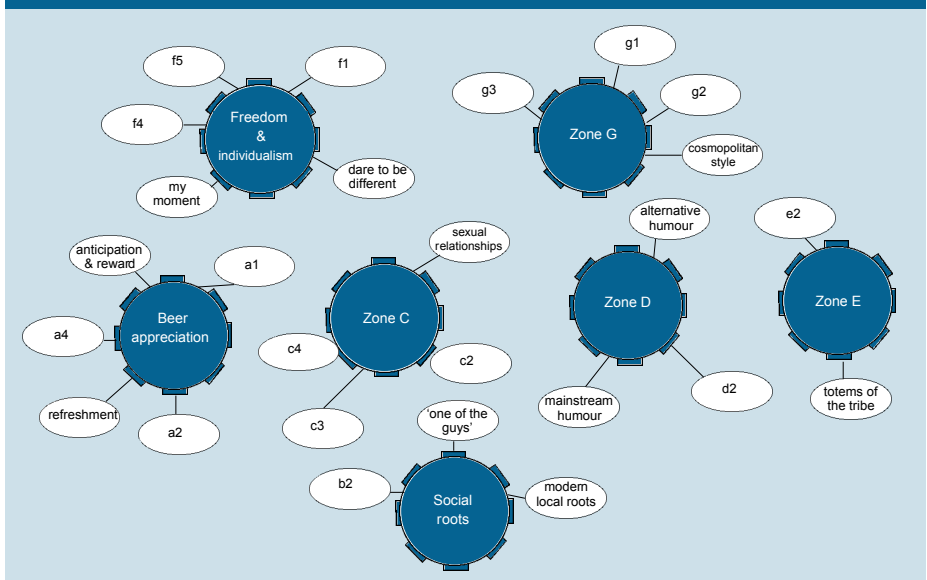 f5
f1
f4
Freedom
&
individualism
my
moment
dare to be
different
g1
g3
g2
Zone G
cosmopolitan
style
anticipation
& reward
a1
a4
Beer
appreciation
refreshment
a2
sexual
relationships
Zone C
c4
c2
c3
alternative
humour
Zone D
mainstream
humour
d2
e2
Zone E
totems of
the tribe
'one of the
guys'
b2
Social
roots
modern
local roots